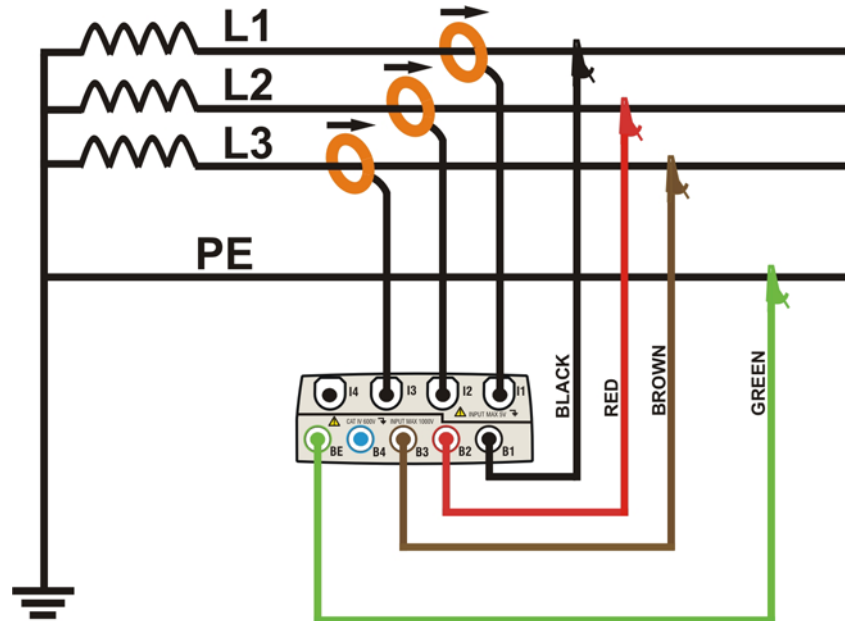 L1
L2
L3
PE
BLACK
RED
BROWN
GREEN
I4 I3 I2 I1
INPUT MAX 5V
CAT IV 600V INPUT MAX 1000V
BE B4 B3 B2 B1